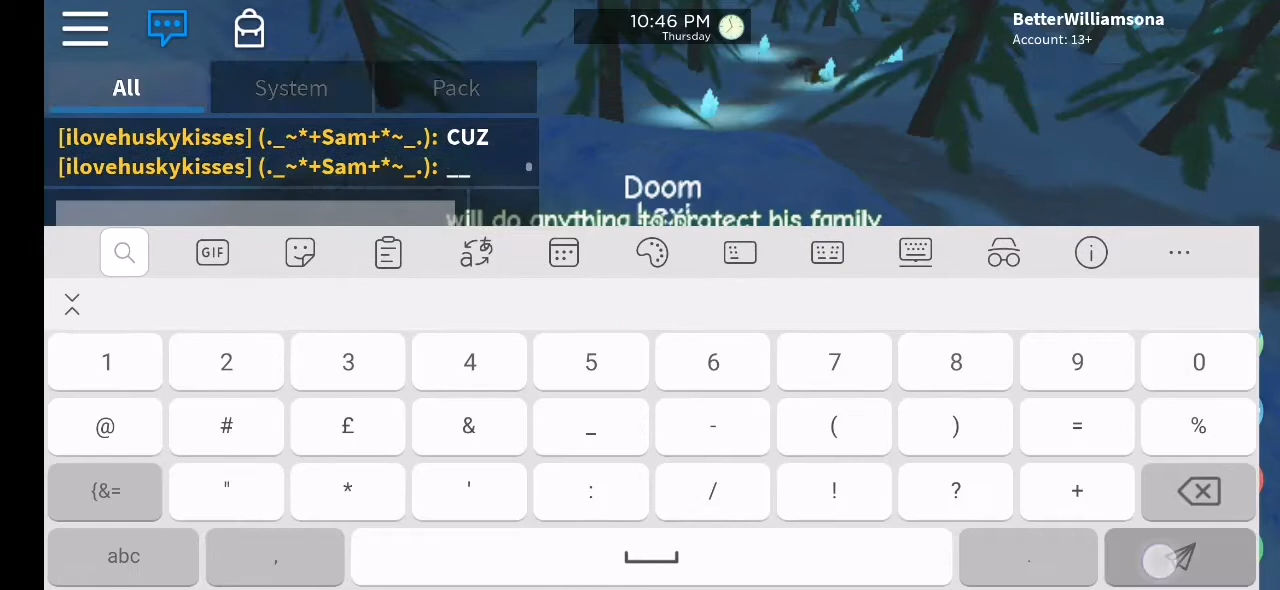 10:46 PM
Thursday
BetterWilliamsona
Account: 13+
All System Pack
[ilovehuskykisses] (._~*+Sam+*~_.): CUZ
[ilovehuskykisses] (._~*+Sam+*~_.): __
Doom
Lexi
will do anything to protect his family
GIF
1 2 3 4 5 6 7 8 9 0
@ # £ & _ - ( ) = %
{&= " * ' : / ! ? +
abc , .